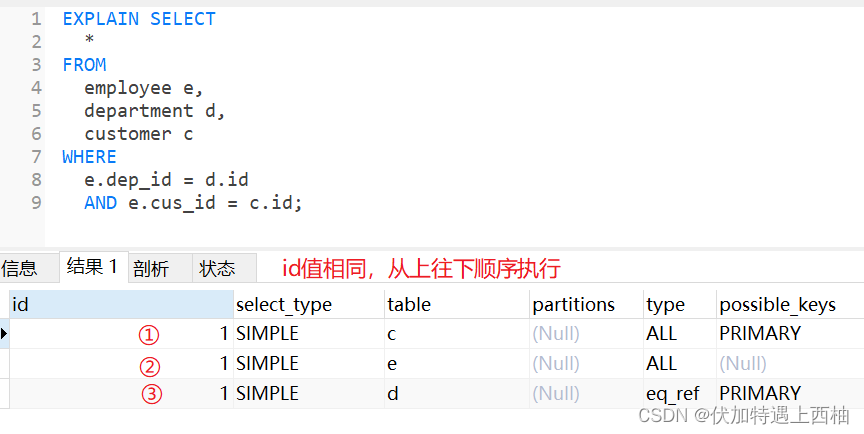 1 EXPLAIN SELECT
2 *
3 FROM
4 employee e,
5 department d,
6 customer c
7 WHERE
8 e.dep_id = d.id
9 AND e.cus_id = c.id;
信息 结果 1 剖析 状态 id值相同，从上往下顺序执行
id select_type table partitions type possible_keys
① 1 SIMPLE c (Null) ALL PRIMARY
② 1 SIMPLE e (Null) ALL (Null)
③ 1 SIMPLE d (Null) eq_ref PRIMARY
CSDN @伏加特遇上西柚